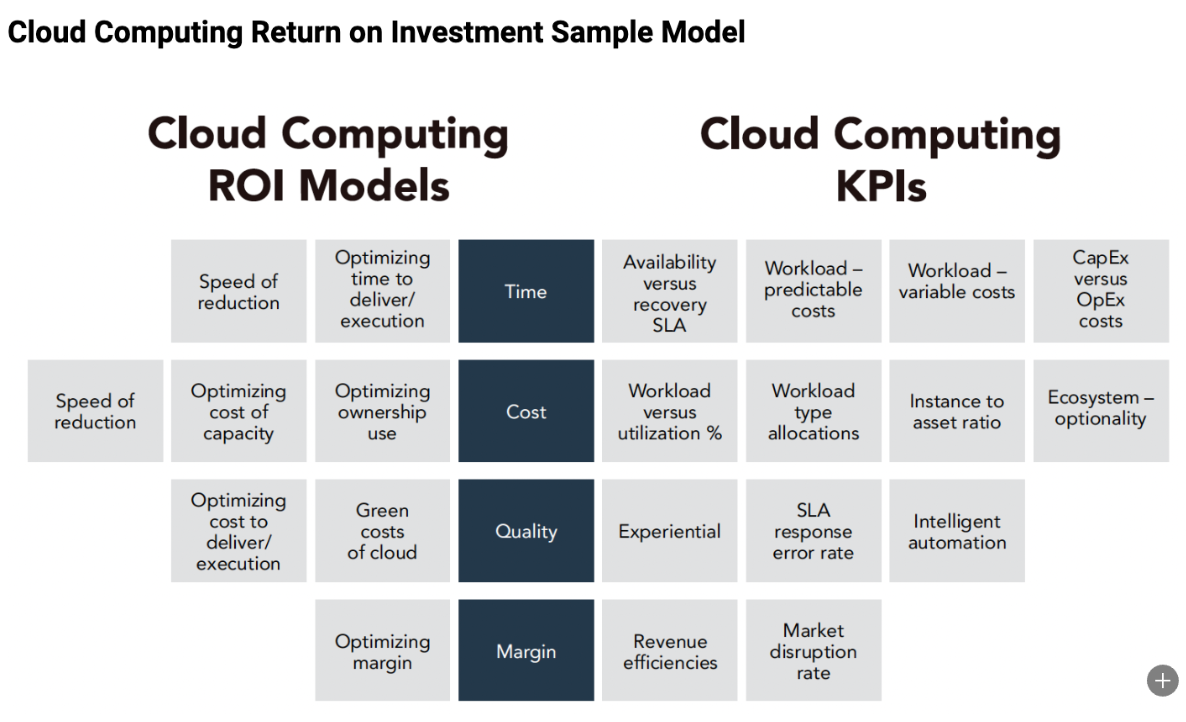 Cloud Computing Return on Investment Sample Model
Cloud Computing
ROI Models
Cloud Computing
KPIs
Speed of
reduction
Optimizing
time to
deliver/
execution
Time
Availability
versus
recovery
SLA
Workload –
predictable
costs
Workload –
variable costs
CapEx
versus
OpEx
costs
Speed of
reduction
Optimizing
cost of
capacity
Optimizing
ownership
use
Cost
Workload
versus
utilization %
Workload
type
allocations
Instance to
asset ratio
Ecosystem –
optionality
Optimizing
cost to
deliver/
execution
Green
costs
of cloud
Quality
Experiential
SLA
response
error rate
Intelligent
automation
Optimizing
margin
Margin
Revenue
efficiencies
Market
disruption
rate